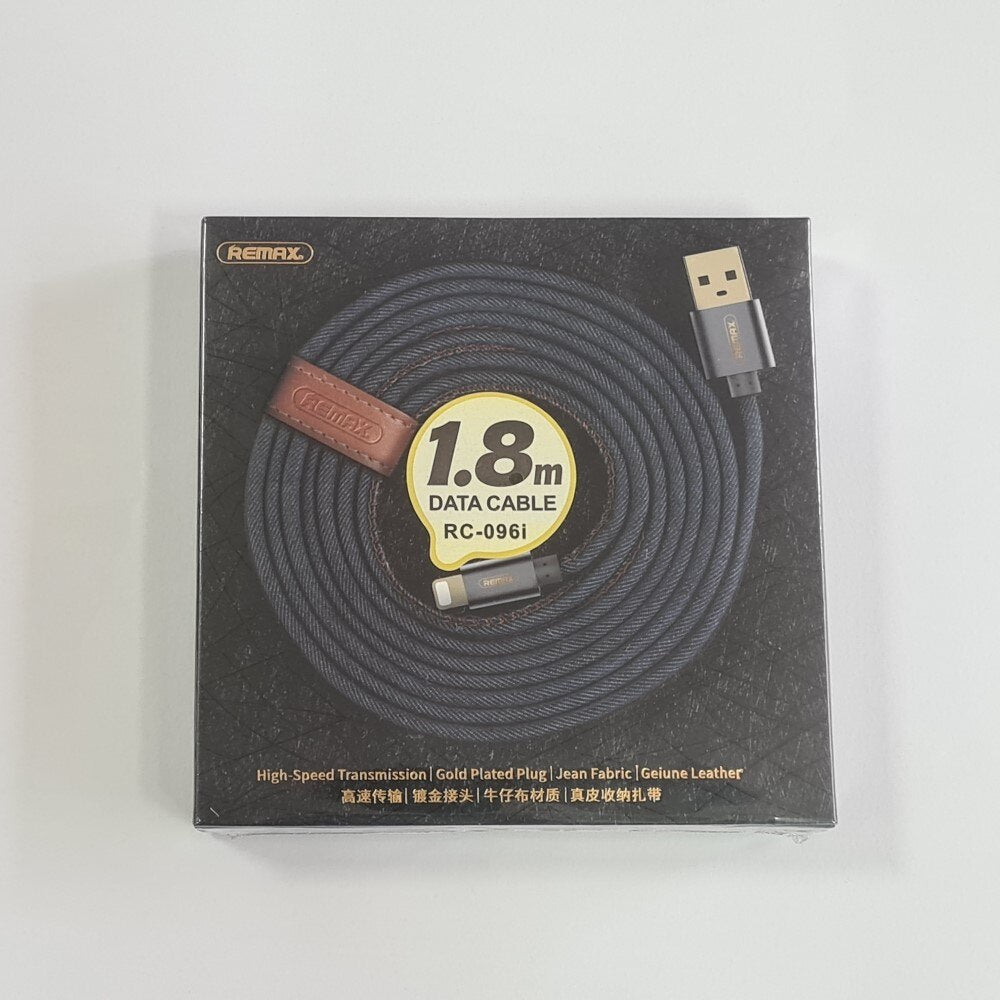 REMAX®
REMAX
REMAX
1.8m
DATA CABLE
RC-096i
REMAX
High-Speed Transmission | Gold Plated Plug | Jean Fabric | Geiune Leather
高速传输 | 镀金接头 | 牛仔布材质 | 真皮收纳扎带